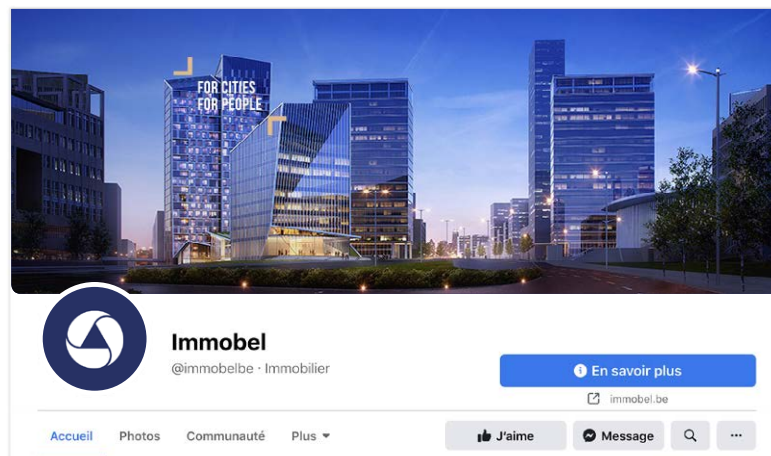 FOR CITIES
FOR PEOPLE
Immobel
@immobelbe · Immobilier
En savoir plus
immobel.be
Accueil Photos Communauté Plus J'aime Message